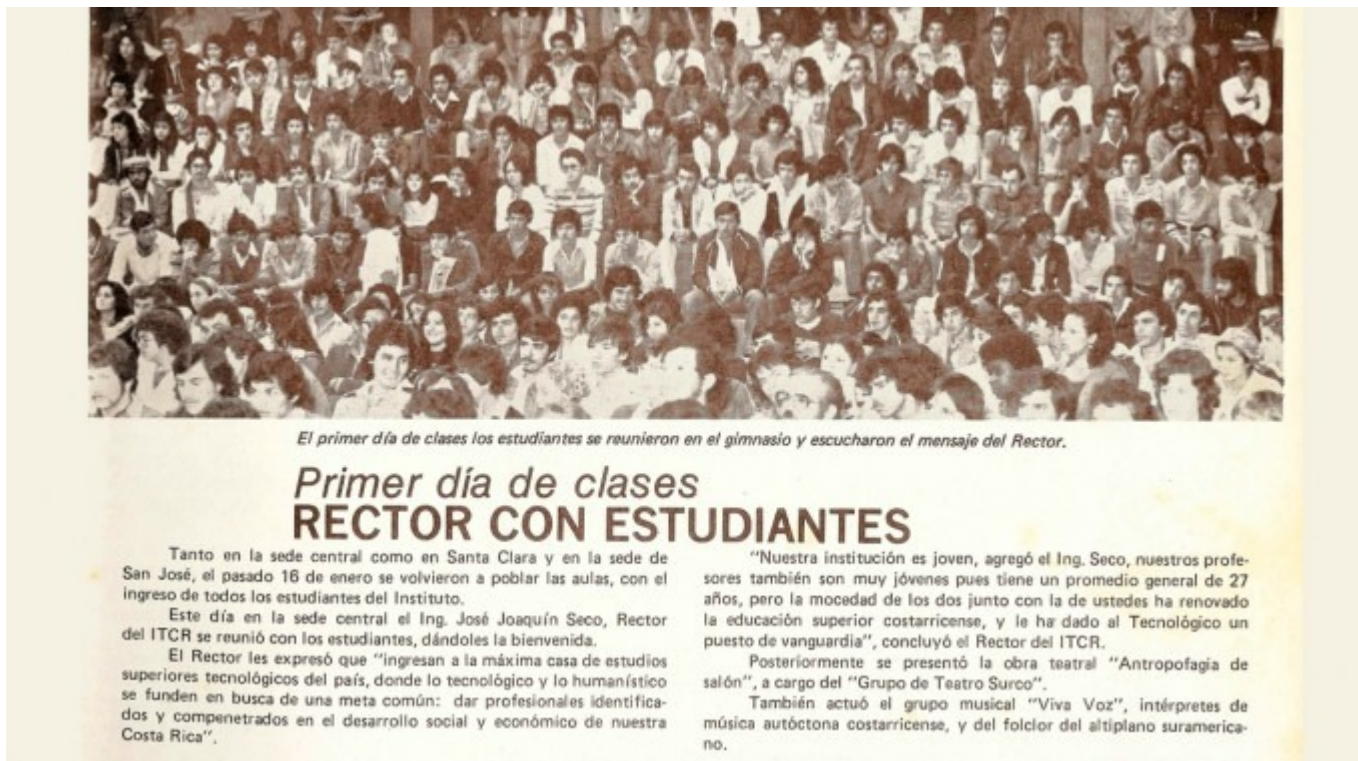 El primer día de clases los estudiantes se reunieron en el gimnasio y escucharon el mensaje del Rector.
Primer día de clases
RECTOR CON ESTUDIANTES
Tanto en la sede central como en Santa Clara y en la sede de
San José, el pasado 16 de enero se volvieron a poblar las aulas, con el
ingreso de todos los estudiantes del Instituto.
Este día en la sede central el Ing. José Joaquín Seco, Rector
del ITCR se reunió con los estudiantes, dándoles la bienvenida.
El Rector les expresó que "ingresan a la máxima casa de estudios
superiores tecnológicos del país, donde lo tecnológico y lo humanístico
se funden en busca de una meta común: dar profesionales identifica-
dos y compenetrados en el desarrollo social y económico de nuestra
Costa Rica".
"Nuestra institución es joven, agregó el Ing. Seco, nuestros profe-
sores también son muy jóvenes pues tiene un promedio general de 27
años, pero la mocedad de los dos junto con la de ustedes ha renovado
la educación superior costarricense, y le ha dado al Tecnológico un
puesto de vanguardia", concluyó el Rector del ITCR.
Posteriormente se presentó la obra teatral "Antropofagia de
salón", a cargo del "Grupo de Teatro Surco".
También actuó el grupo musical "Viva Voz", intérpretes de
música autóctona costarricense, y del folclor del altiplano suramerica-
no.